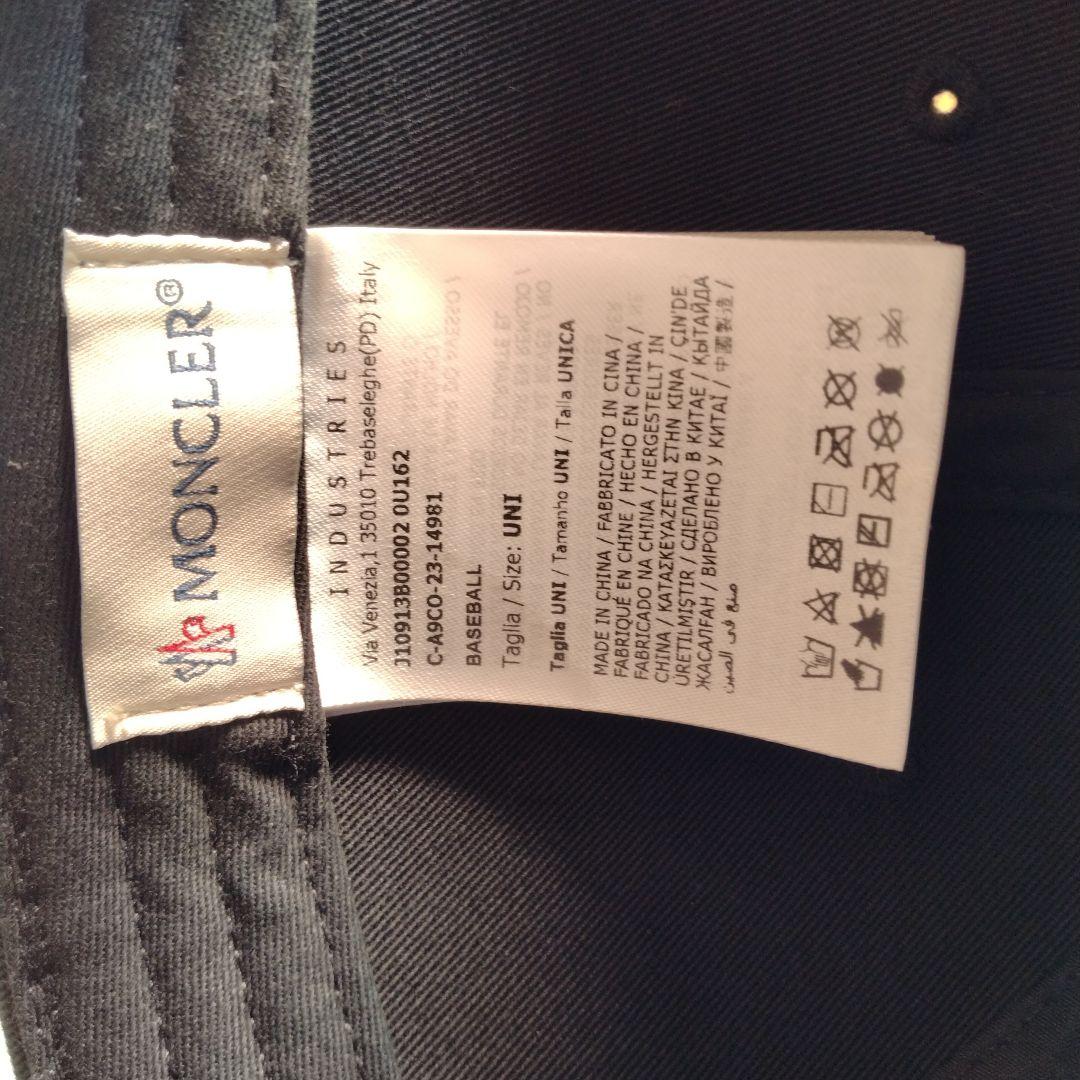 MONCLER®
INDUSTRIES
Via Venezia,1 35010 Trebaseleghe(PD) Italy
J10913B00002 0U162
C-A9CO-23-14981
BASEBALL
Taglia / Size: UNI
Taglia UNI / Tamanho UNI / Talla UNICA
MADE IN CHINA / FABBRICATO IN CINA /
FABRIQUÉ EN CHINE / HECHO EN CHINA /
FABRICADO NA CHINA / HERGESTELLT IN
CHINA / ΚΑΤΑΣΚΕΥΑΖΕΤΑΙ ΣΤΗΝ ΚΙΝΑ / ÇIN'DE
ÜRETILMIŞTIR / СДЕЛАНО В КИТАЕ / ҚЫТАЙДА
ЖАСАЛҒАН / ВИРОБЛЕНО У КИТАЇ / 中國製造 /
صنع في الصين